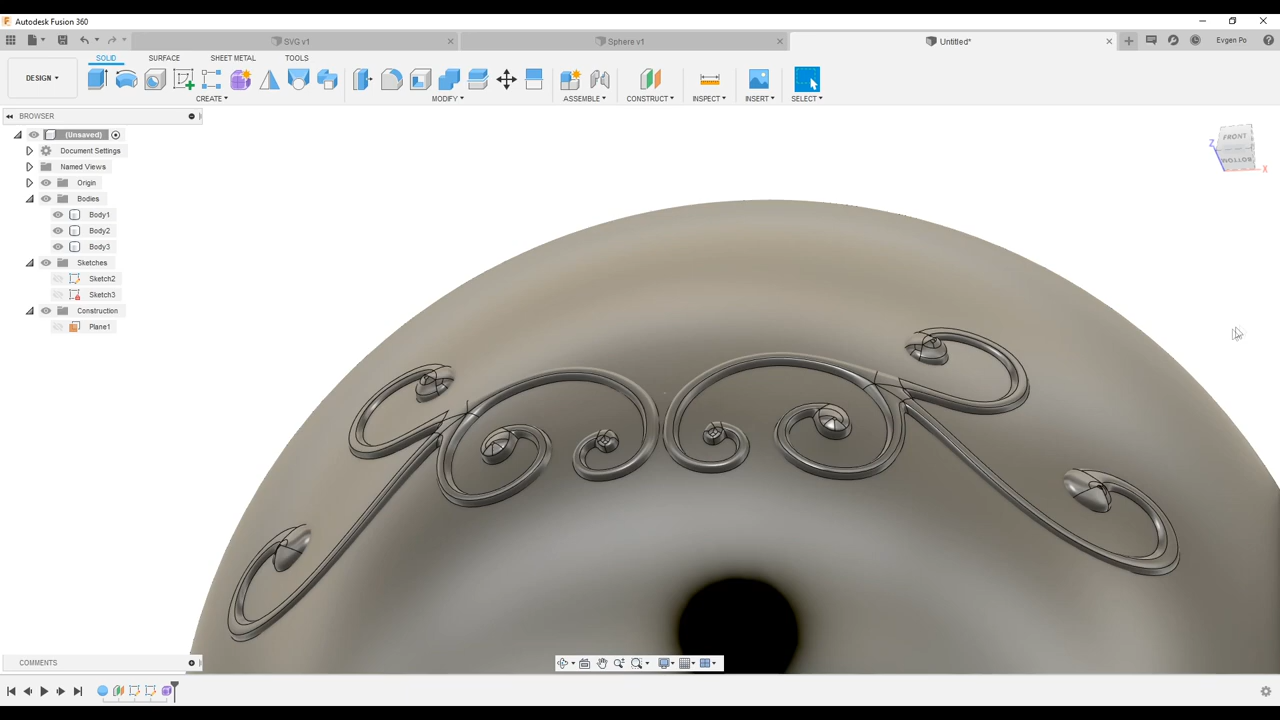 Autodesk Fusion 360
SVG v1
Sphere v1
Untitled*
Evgen Po
DESIGN
SOLID
SURFACE
SHEET METAL
TOOLS
CREATE
MODIFY
ASSEMBLE
CONSTRUCT
INSPECT
INSERT
SELECT
BROWSER
(Unsaved)
Document Settings
Named Views
Origin
Bodies
Body1
Body2
Body3
Sketches
Sketch2
Sketch3
Construction
Plane1
FRONT
BOTTOM
Z
X
COMMENTS